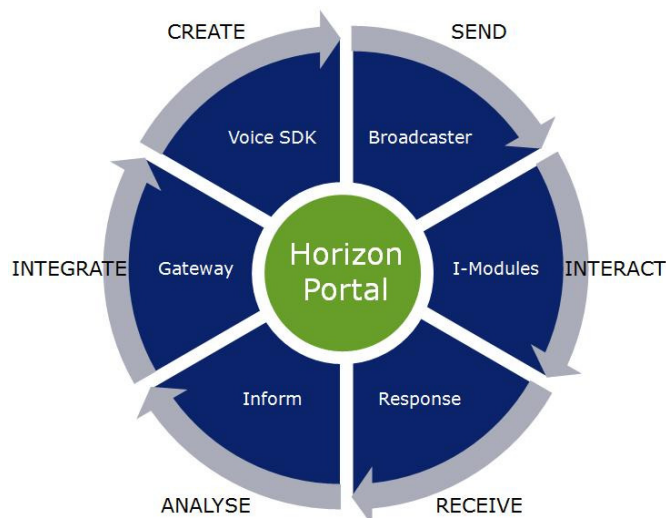 CREATE
SEND
Voice SDK
Broadcaster
INTEGRATE
Gateway
Horizon
Portal
I-Modules
INTERACT
Inform
Response
ANALYSE
RECEIVE